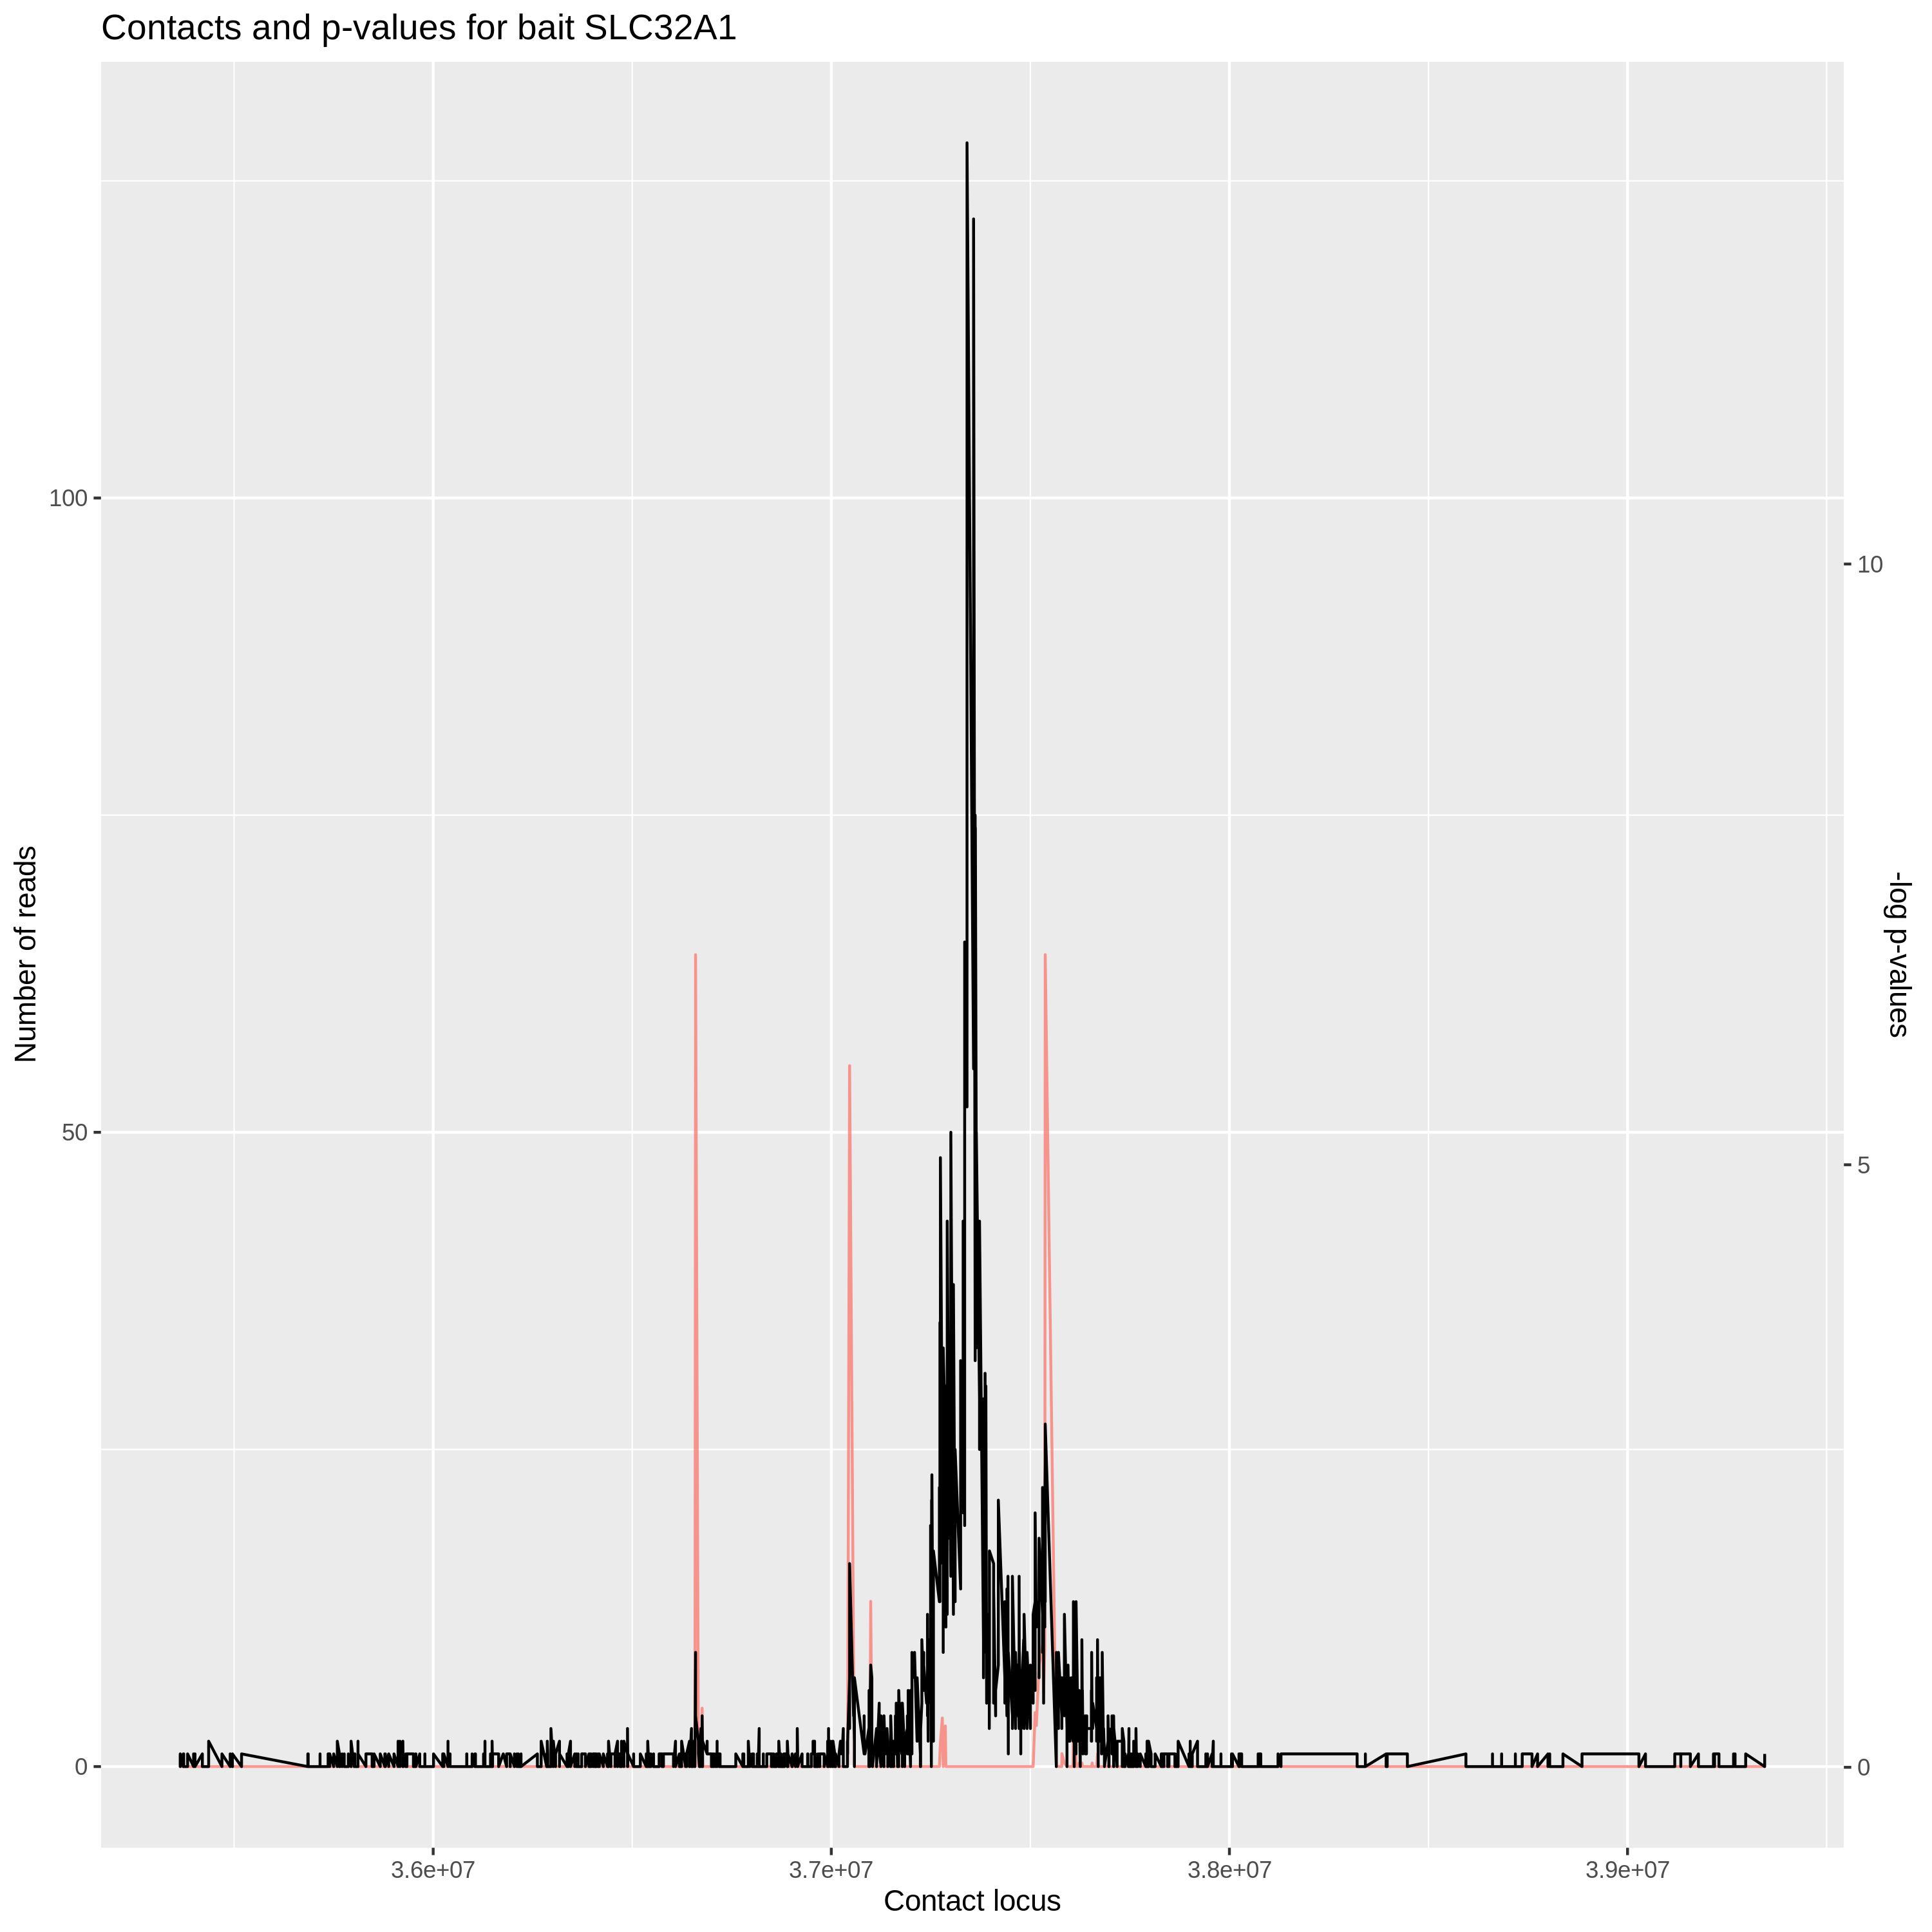 Contacts and p-values for bait SLC32A1
Number of reads
100
50
0
10
5
0
-log p-values
3.6e+07
3.7e+07
3.8e+07
3.9e+07
Contact locus